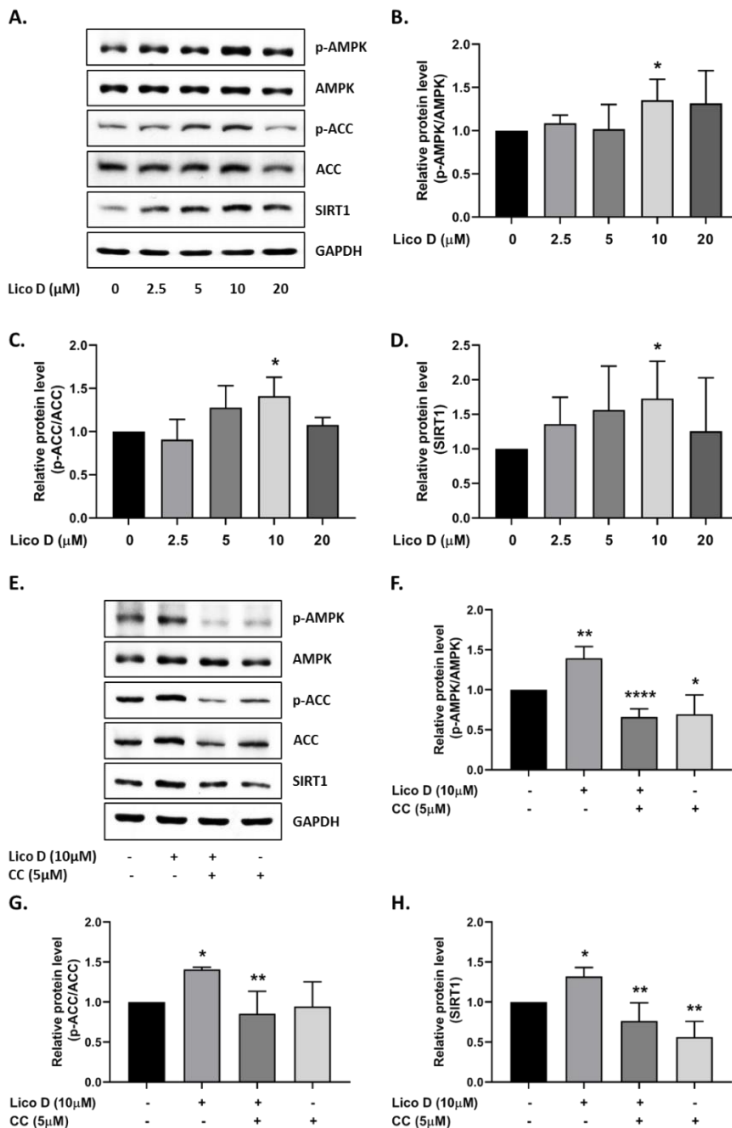 A.
p-AMPK
AMPK
p-ACC
ACC
SIRT1
GAPDH
Lico D (µM) 0 2.5 5 10 20
B.
Relative protein level
(p-AMPK/AMPK)
2.0
1.5
1.0
0.5
0.0
*
0 2.5 5 10 20
Lico D (µM)
C.
Relative protein level
(p-ACC/ACC)
2.0
1.5
1.0
0.5
0.0
*
Lico D (µM) 0 2.5 5 10 20
D.
Relative protein level
(SIRT1)
2.5
2.0
1.5
1.0
0.5
0.0
*
Lico D (µM) 0 2.5 5 10 20
E.
p-AMPK
AMPK
p-ACC
ACC
SIRT1
GAPDH
Lico D (10µM) - + + -
CC (5µM) - - + +
F.
Relative protein level
(p-AMPK/AMPK)
2.0
1.5
1.0
0.5
0.0
** **** *
Lico D (10µM) - + + -
CC (5µM) - - + +
G.
Relative protein level
(p-ACC/ACC)
2.0
1.5
1.0
0.5
0.0
* **
Lico D (10µM) - + + -
CC (5µM) - - + +
H.
Relative protein level
(SIRT1)
2.0
1.5
1.0
0.5
0.0
* ** **
Lico D (10µM) - + + -
CC (5µM) - - + +